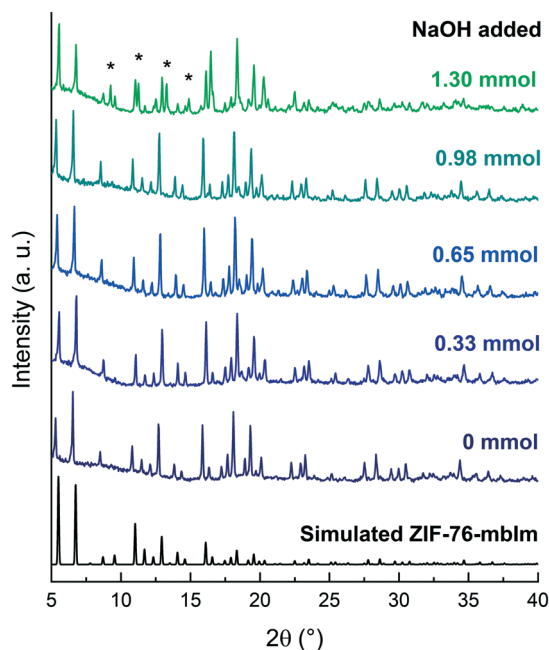 NaOH added
* * * *
1.30 mmol
0.98 mmol
0.65 mmol
0.33 mmol
0 mmol
Simulated ZIF-76-mbIm
Intensity (a. u.)
5 10 15 20 25 30 35 40
2θ (°)